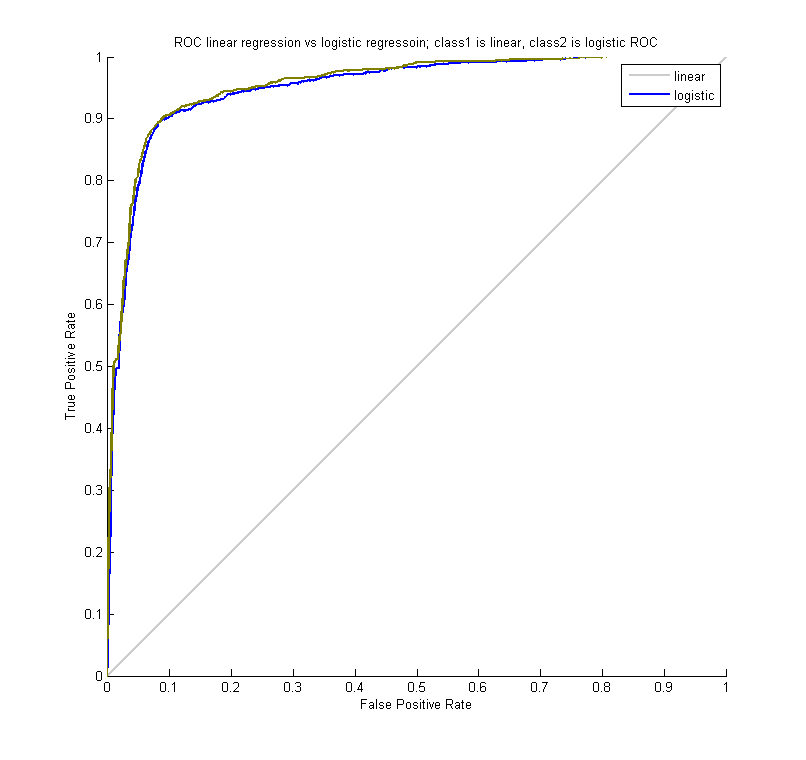 ROC linear regression vs logistic regressoin; class1 is linear, class2 is logistic ROC
linear
logistic
1
0.9
0.8
0.7
0.6
0.5
0.4
0.3
0.2
0.1
0
True Positive Rate
0 0.1 0.2 0.3 0.4 0.5 0.6 0.7 0.8 0.9 1
False Positive Rate